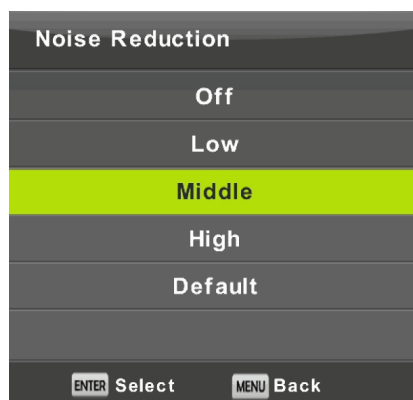 Noise Reduction
Off
Low
Middle
High
Default
ENTER Select MENU Back